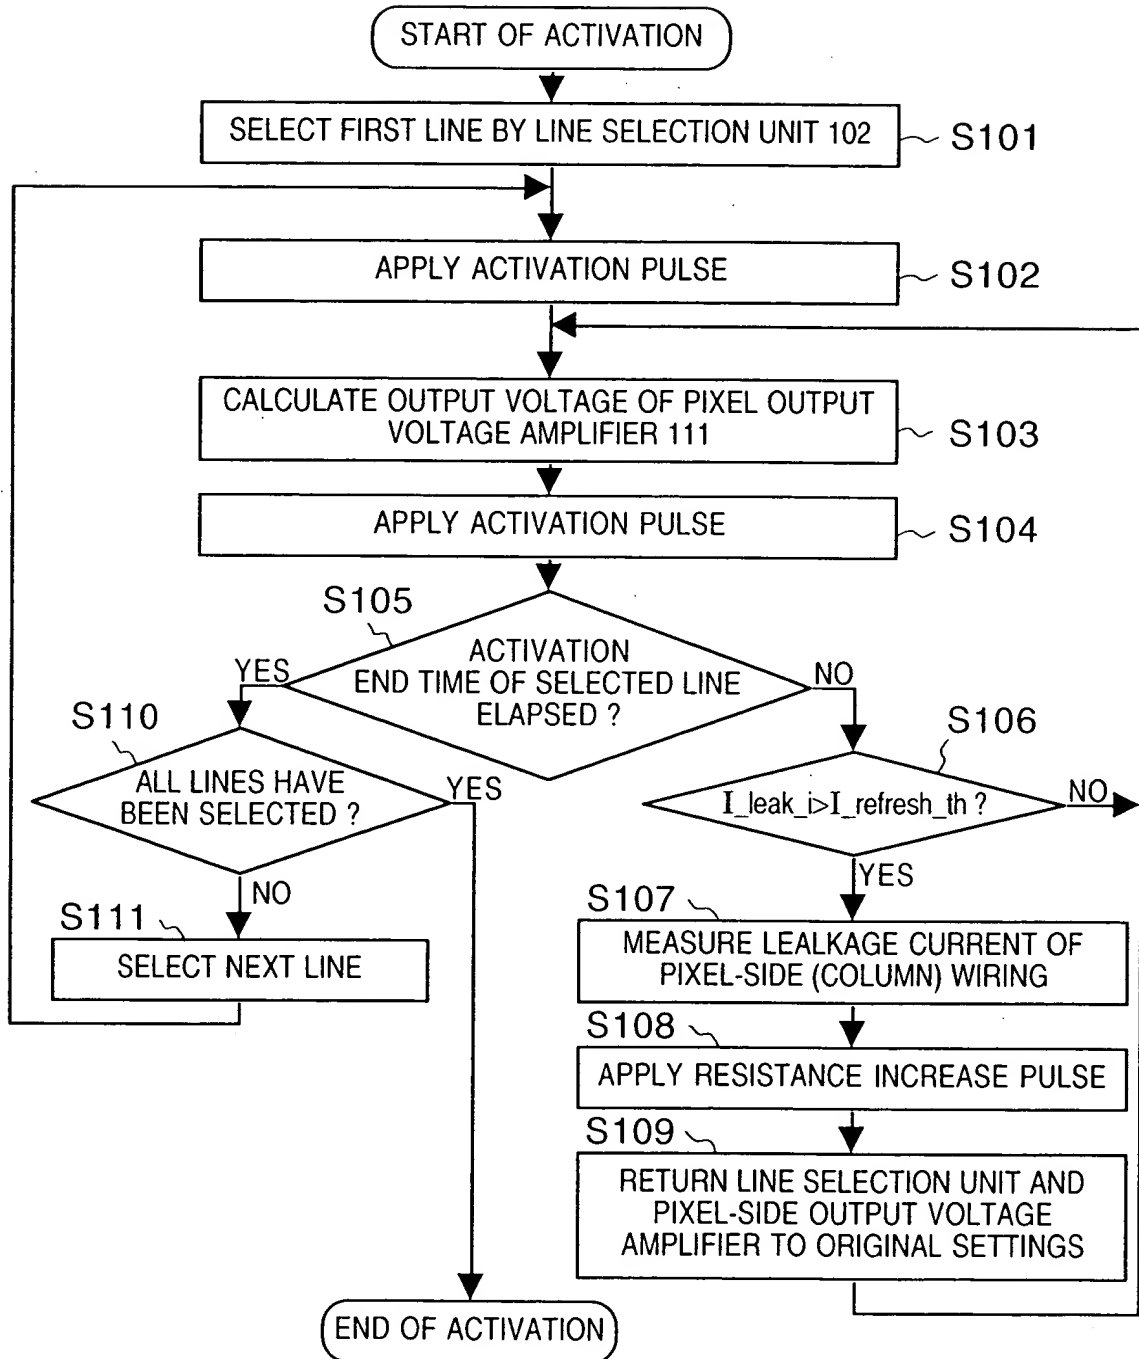 START OF ACTIVATION
SELECT FIRST LINE BY LINE SELECTION UNIT 102
S101
APPLY ACTIVATION PULSE
S102
CALCULATE OUTPUT VOLTAGE OF PIXEL OUTPUT
VOLTAGE AMPLIFIER 111
S103
APPLY ACTIVATION PULSE
S104
S105
ACTIVATION
END TIME OF SELECTED LINE
ELAPSED ?
YES
NO
S110
ALL LINES HAVE
BEEN SELECTED ?
YES
NO
S106
I_leak_i>I_refresh_th ?
NO
YES
S111
SELECT NEXT LINE
S107
MEASURE LEALKAGE CURRENT OF
PIXEL-SIDE (COLUMN) WIRING
S108
APPLY RESISTANCE INCREASE PULSE
S109
RETURN LINE SELECTION UNIT AND
PIXEL-SIDE OUTPUT VOLTAGE
AMPLIFIER TO ORIGINAL SETTINGS
END OF ACTIVATION